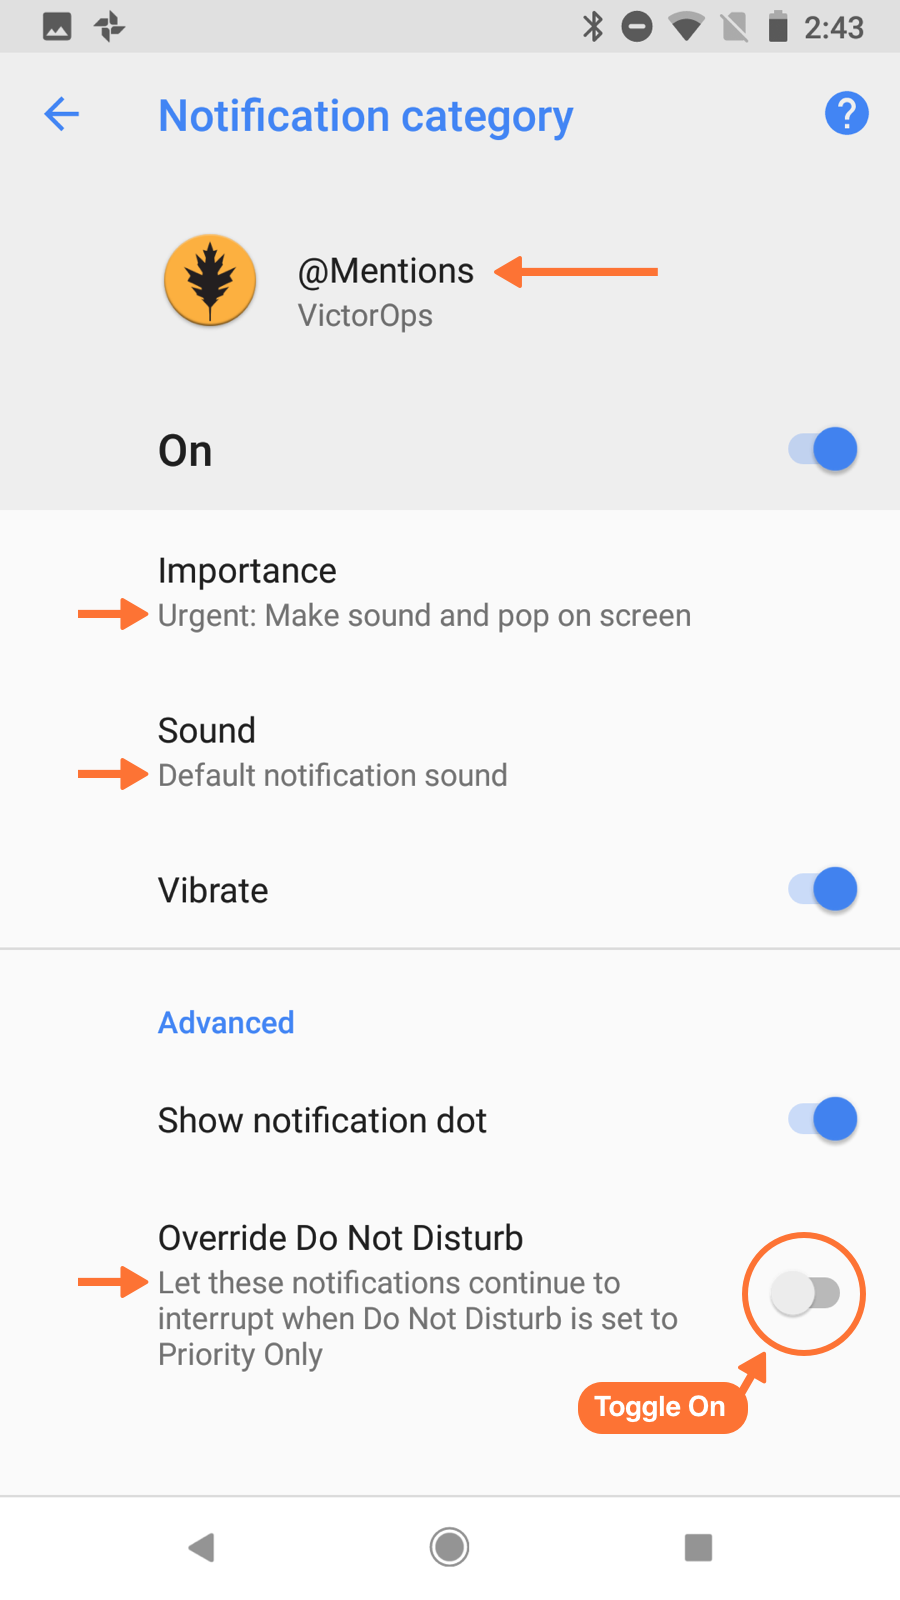 2:43
Notification category
?
@Mentions
VictorOps
On
Importance
Urgent: Make sound and pop on screen
Sound
Default notification sound
Vibrate
Advanced
Show notification dot
Override Do Not Disturb
Let these notifications continue to
interrupt when Do Not Disturb is set to
Priority Only
Toggle On